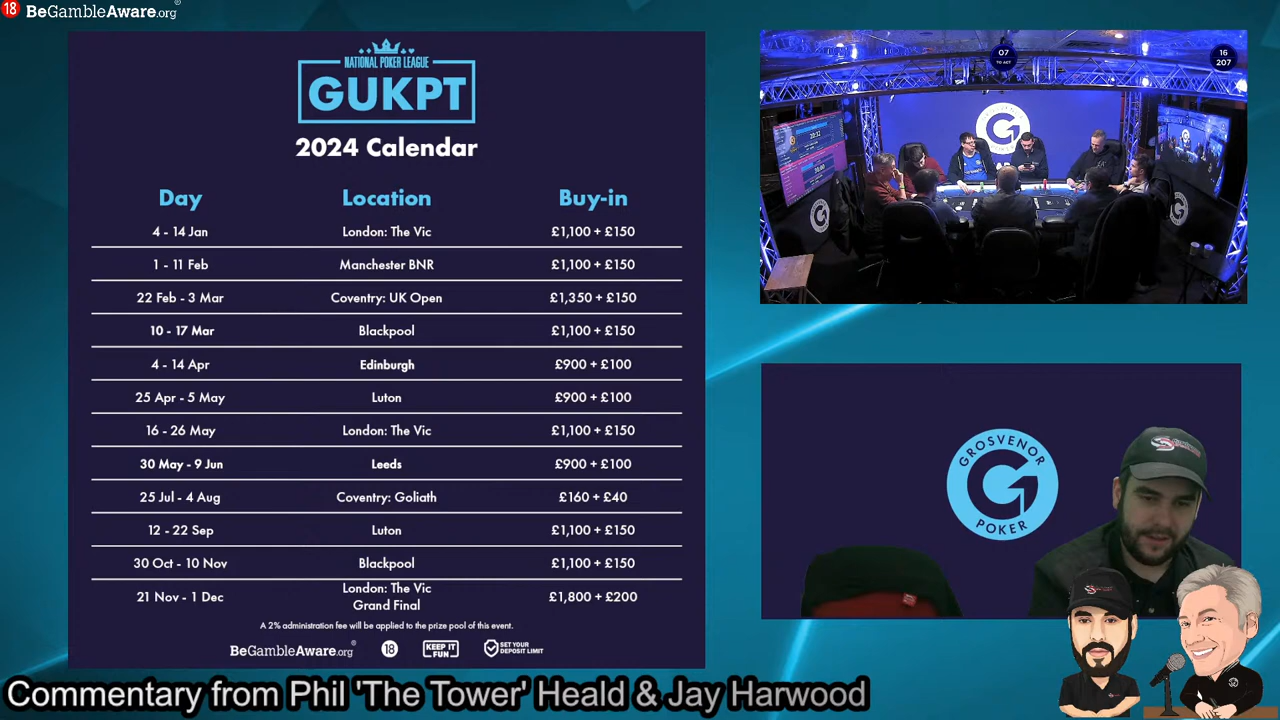 18 BeGambleAware.org®
NATIONAL POKER LEAGUE
GUKPT
2024 Calendar
Day Location Buy-in
4 - 14 Jan London: The Vic £1,100 + £150
1 - 11 Feb Manchester BNR £1,100 + £150
22 Feb - 3 Mar Coventry: UK Open £1,350 + £150
10 - 17 Mar Blackpool £1,100 + £150
4 - 14 Apr Edinburgh £900 + £100
25 Apr - 5 May Luton £900 + £100
16 - 26 May London: The Vic £1,100 + £150
30 May - 9 Jun Leeds £900 + £100
25 Jul - 4 Aug Coventry: Goliath £160 + £40
12 - 22 Sep Luton £1,100 + £150
30 Oct - 10 Nov Blackpool £1,100 + £150
21 Nov - 1 Dec London: The Vic £1,800 + £200
Grand Final
A 2% administration fee will be applied to the prize pool of this event.
BeGambleAware.org® 18 KEEP IT FUN SET YOUR DEPOSIT LIMIT
07
TO ACT
16
207
GROSVENOR
POKER
Commentary from Phil 'The Tower' Heald & Jay Harwood